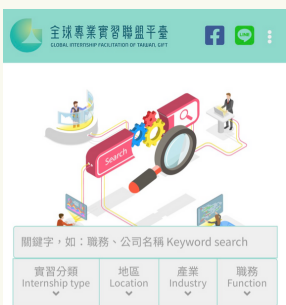 全球專業實習聯盟平臺
GLOBAL INTERNSHIP FACILITATION OF TAIWAN, GIFT
LINE
Search
關鍵字，如：職務、公司名稱 Keyword search
實習分類
Internship type
地區
Location
產業
Industry
職務
Function